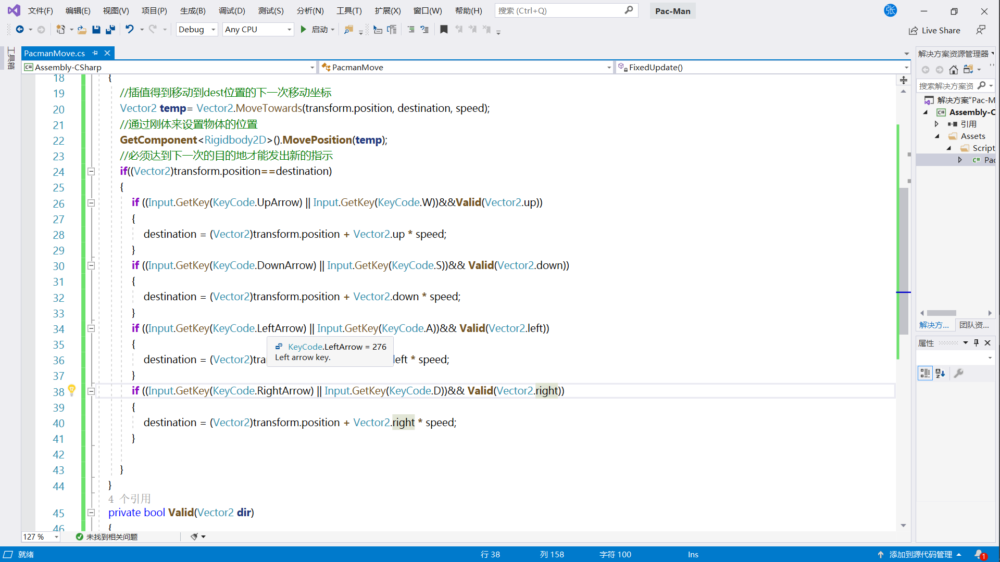 文件(F) 编辑(E) 视图(V) 项目(P) 生成(B) 调试(D) 测试(S) 分析(N) 工具(T) 扩展(X) 窗口(W) 帮助(H) 搜索 (Ctrl+Q) Pac-Man 张
Debug Any CPU 启动 Live Share
工具箱
PacmanMove.cs
Assembly-CSharp PacmanMove FixedUpdate()
18 {
19 //插值得到移动到dest位置的下一次移动坐标
20 Vector2 temp= Vector2.MoveTowards(transform.position, destination, speed);
21 //通过刚体来设置物体的位置
22 GetComponent<Rigidbody2D>().MovePosition(temp);
23 //必须达到下一次的目的地才能发出新的指示
24 if((Vector2)transform.position==destination)
25 {
26 if ((Input.GetKey(KeyCode.UpArrow) || Input.GetKey(KeyCode.W))&&Valid(Vector2.up))
27 {
28 destination = (Vector2)transform.position + Vector2.up * speed;
29 }
30 if ((Input.GetKey(KeyCode.DownArrow) || Input.GetKey(KeyCode.S))&& Valid(Vector2.down))
31 {
32 destination = (Vector2)transform.position + Vector2.down * speed;
33 }
34 if ((Input.GetKey(KeyCode.LeftArrow) || Input.GetKey(KeyCode.A))&& Valid(Vector2.left))
35 {
KeyCode.LeftArrow = 276
Left arrow key.
36 destination = (Vector2)tra left * speed;
37 }
38 if ((Input.GetKey(KeyCode.RightArrow) || Input.GetKey(KeyCode.D))&& Valid(Vector2.right))
39 {
40 destination = (Vector2)transform.position + Vector2.right * speed;
41 }
42
43 }
44 }
4 个引用
45 private bool Valid(Vector2 dir)
46 {
127 % 未找到相关问题
解决方案资源管理器
搜索解决方案资
解决方案"Pac-M
C# Assembly-C
引用
Assets
Script
C# Pac
解决方... 团队资...
属性
就绪 行 38 列 158 字符 100 Ins 添加到源代码管理 1